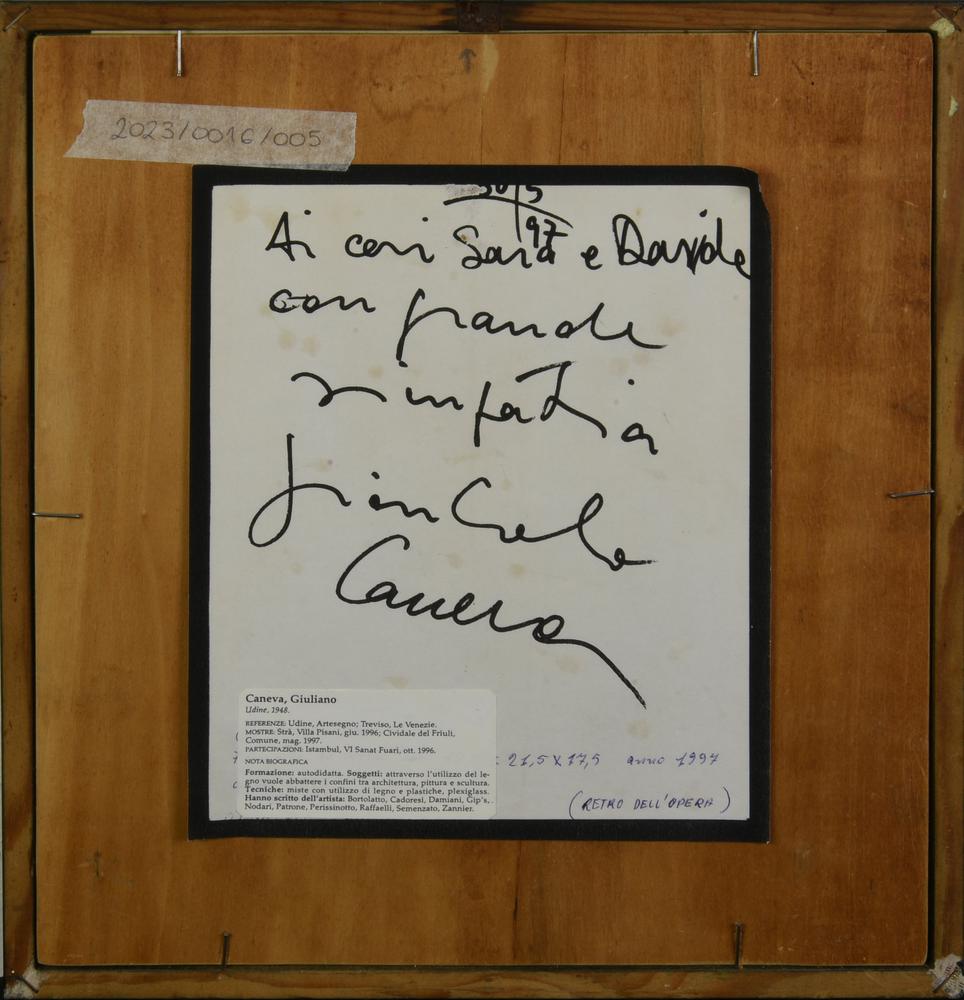 2023/0016/005
30/5
97
Ai cari Sara e Davide
con grande
simpatia
Giancarlo
Caneva
Caneva, Giuliano
Udine, 1948.
REFERENZE: Udine, Artesegno; Treviso, Le Venezie.
MOSTRE: Strà, Villa Pisani, giu. 1996; Cividale del Friuli,
Comune, mag. 1997.
PARTECIPAZIONI: Istambul, VI Sanat Fuari, ott. 1996.
NOTA BIOGRAFICA
Formazione: autodidatta. Soggetti: attraverso l'utilizzo del le-
gno vuole abbattere i confini tra architettura, pittura e scultura.
Tecniche: miste con utilizzo di legno e plastiche, plexiglass.
Hanno scritto dell'artista: Bortolatto, Cadoresi, Damiani, Gip's,
Nodari, Patrone, Perissinotto, Raffaelli, Semenzato, Zannier.
: 21,5 X 17,5 anno 1997
(RETRO DELL'OPERA)